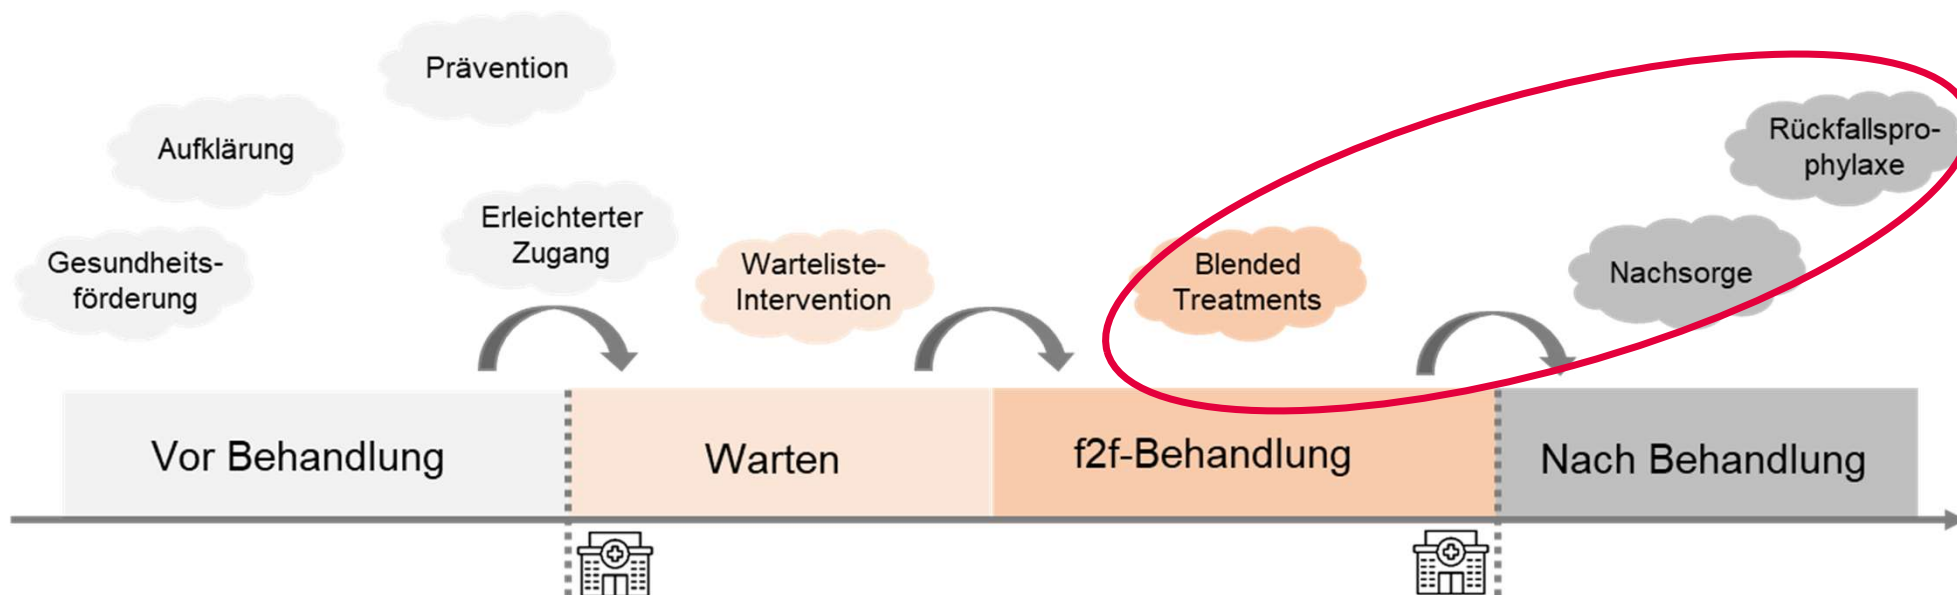 Prävention
Aufklärung
Gesundheits-
förderung
Erleichterter
Zugang
Warteliste-
Intervention
Blended
Treatments
Nachsorge
Rückfallspro-
phylaxe
Vor Behandlung
Warten
f2f-Behandlung
Nach Behandlung